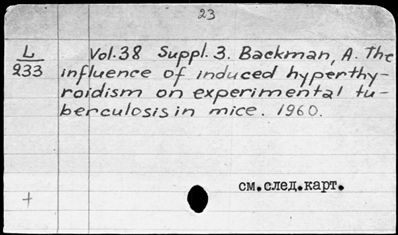 23
L
233
Vol.38 Suppl.3. Backman, A. The
influence of induced hyperthy-
roidism on experimental tu-
berculosis in mice. 1960.
+
см.след.карт.